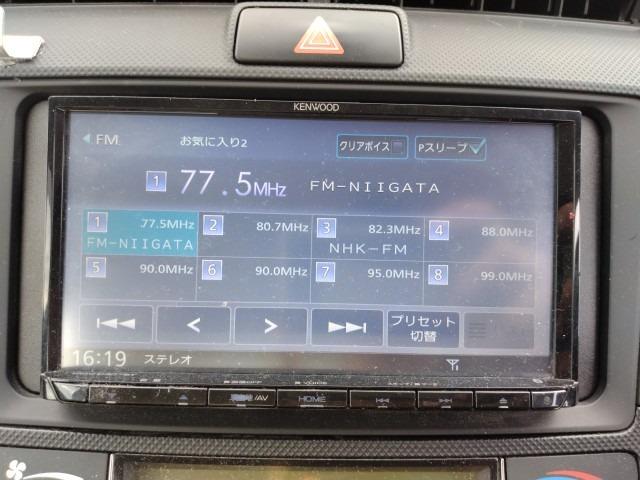 KENWOOD
FM
お気に入り2
クリアボイス
Pスリープ
1
77.5MHz
FM-NIIGATA
1
77.5MHz
FM-NIIGATA
2
80.7MHz
3
82.3MHz
NHK-FM
4
88.0MHz
5
90.0MHz
6
90.0MHz
7
95.0MHz
8
99.0MHz
プリセット
切替
16:19
ステレオ
/AV
HOME